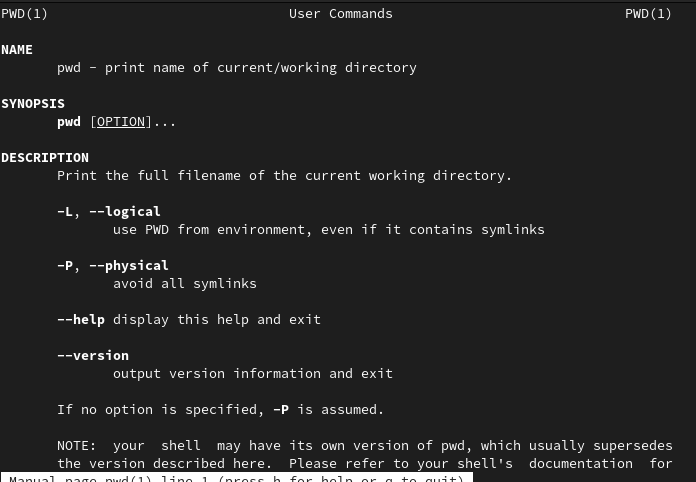 PWD(1) User Commands PWD(1)
NAME
pwd - print name of current/working directory
SYNOPSIS
pwd [OPTION]...
DESCRIPTION
Print the full filename of the current working directory.
-L, --logical
use PWD from environment, even if it contains symlinks
-P, --physical
avoid all symlinks
--help display this help and exit
--version
output version information and exit
If no option is specified, -P is assumed.
NOTE: your shell may have its own version of pwd, which usually supersedes
the version described here. Please refer to your shell's documentation for
Manual page pwd(1) line 1 (press h for help or q to quit)